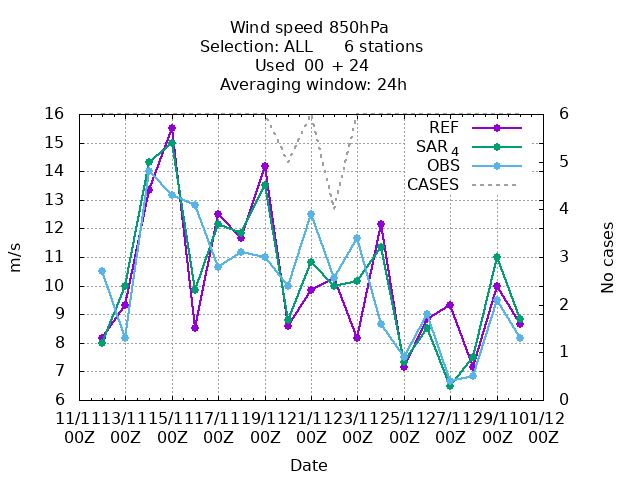 Wind speed 850hPa
Selection: ALL 6 stations
Used 00 + 24
Averaging window: 24h
16 6
REF
15
SAR 4
5
OBS
14
CASES
13
12 4
11 3
10
9 2
8
7 1
6 0
m/s
No cases
11/11 13/11 15/11 17/11 19/11 21/11 23/11 25/11 27/11 29/11 01/12
00Z 00Z 00Z 00Z 00Z 00Z 00Z 00Z 00Z 00Z 00Z
Date